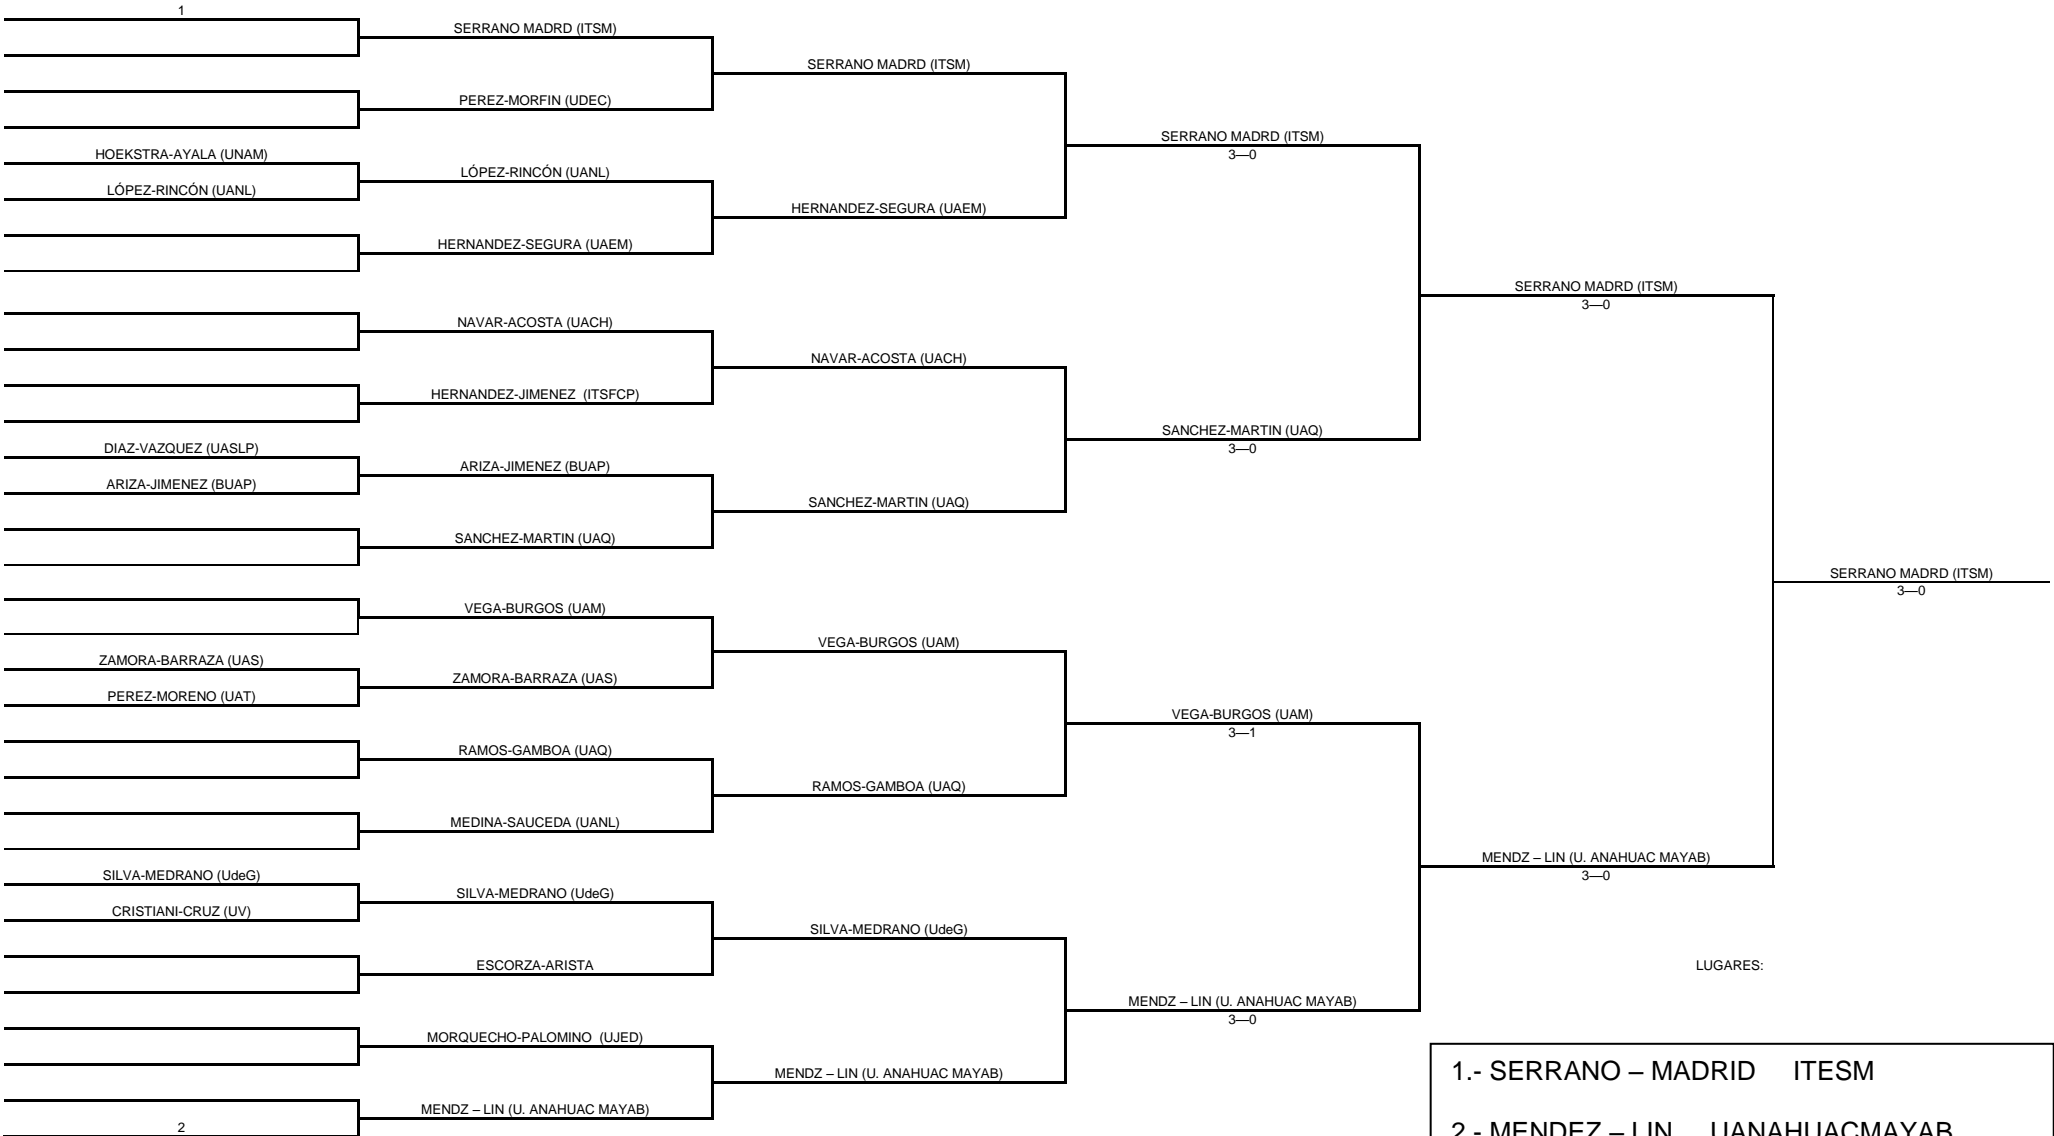 1
SERRANO MADRD (ITSM)
SERRANO MADRD (ITSM)
PEREZ-MORFIN (UDEC)
SERRANO MADRD (ITSM)
3—0
HOEKSTRA-AYALA (UNAM)
LÓPEZ-RINCÓN (UANL)
LÓPEZ-RINCÓN (UANL)
HERNANDEZ-SEGURA (UAEM)
HERNANDEZ-SEGURA (UAEM)
SERRANO MADRD (ITSM)
3—0
NAVAR-ACOSTA (UACH)
NAVAR-ACOSTA (UACH)
HERNANDEZ-JIMENEZ (ITSFCP)
SANCHEZ-MARTIN (UAQ)
3—0
DIAZ-VAZQUEZ (UASLP)
ARIZA-JIMENEZ (BUAP)
ARIZA-JIMENEZ (BUAP)
SANCHEZ-MARTIN (UAQ)
SANCHEZ-MARTIN (UAQ)
SERRANO MADRD (ITSM)
3—0
VEGA-BURGOS (UAM)
VEGA-BURGOS (UAM)
ZAMORA-BARRAZA (UAS)
ZAMORA-BARRAZA (UAS)
PEREZ-MORENO (UAT)
VEGA-BURGOS (UAM)
3—1
RAMOS-GAMBOA (UAQ)
RAMOS-GAMBOA (UAQ)
MEDINA-SAUCEDA (UANL)
MENDZ – LIN (U. ANAHUAC MAYAB)
3—0
SILVA-MEDRANO (UdeG)
SILVA-MEDRANO (UdeG)
CRISTIANI-CRUZ (UV)
SILVA-MEDRANO (UdeG)
ESCORZA-ARISTA
MENDZ – LIN (U. ANAHUAC MAYAB)
3—0
MORQUECHO-PALOMINO (UJED)
MENDZ – LIN (U. ANAHUAC MAYAB)
MENDZ – LIN (U. ANAHUAC MAYAB)
2
LUGARES:
1.- SERRANO – MADRID ITESM
2.- MENDEZ – LIN UANAHUACMAYAB